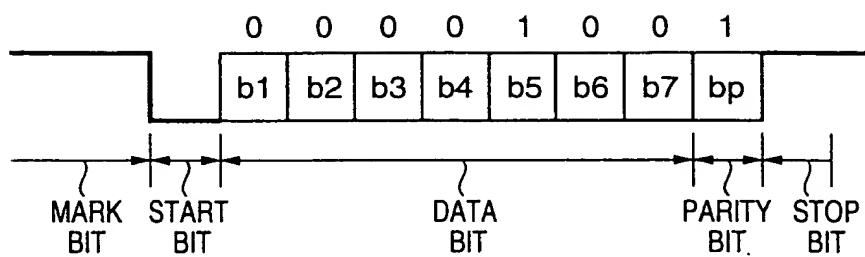 0 0 0 0 1 0 0 1
b1 b2 b3 b4 b5 b6 b7 bp
MARK BIT
START BIT
DATA BIT
PARITY BIT
STOP BIT